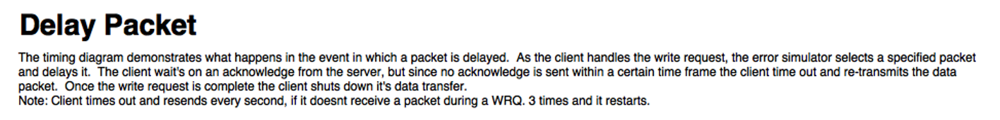 Delay Packet
The timing diagram demonstrates what happens in the event in which a packet is delayed.  As the client handles the write request, the error simulator selects a specified packet
and delays it.  The client wait's on an acknowledge from the server, but since no acknowledge is sent within a certain time frame the client time out and re-transmits the data
packet.  Once the write request is complete the client shuts down it's data transfer.
Note: Client times out and resends every second, if it doesnt receive a packet during a WRQ. 3 times and it restarts.